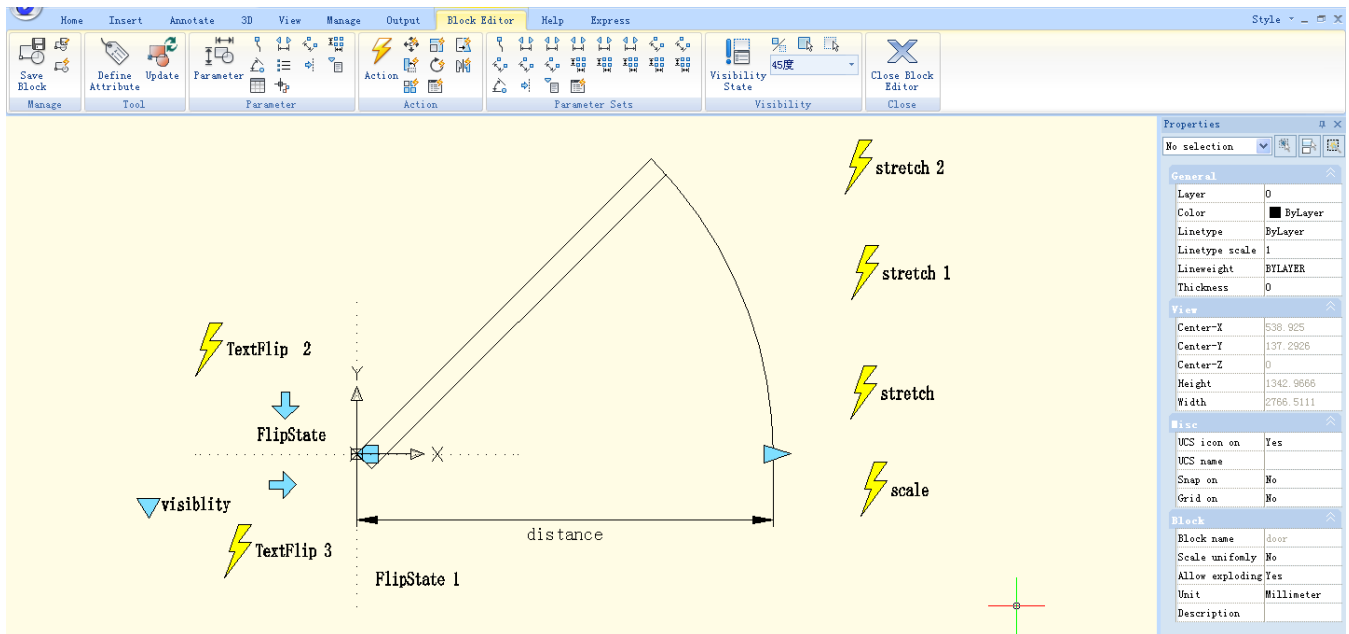 Home Insert Annotate 3D View Manage Output Block Editor Help Express Style
Save Block
Manage
Define Attribute
Update
Tool
Parameter
Parameter
Action
Action
Parameter Sets
Visibility State
45度
Visibility
Close Block Editor
Close
stretch 2
stretch 1
TextFlip 2
Y
stretch
FlipState
X
scale
visiblity
distance
TextFlip 3
FlipState 1
Properties
No selection
General
Layer 0
Color ByLayer
Linetype ByLayer
Linetype scale 1
Lineweight BYLAYER
Thickness 0
View
Center-X 538.925
Center-Y 137.2926
Center-Z 0
Height 1342.9666
Width 2766.5111
Misc
UCS icon on Yes
UCS name
Snap on No
Grid on No
Block
Block name door
Scale unifomly No
Allow exploding Yes
Unit Millimeter
Description